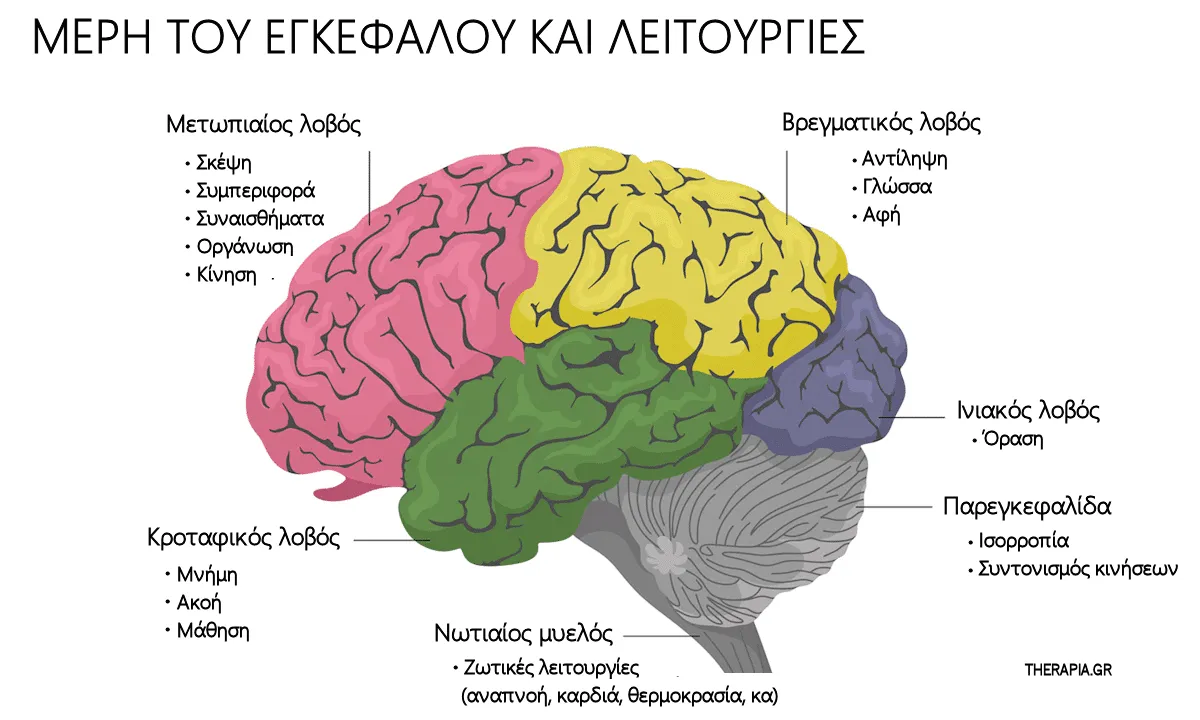 ΜΕΡΗ ΤΟΥ ΕΓΚΕΦΑΛΟΥ ΚΑΙ ΛΕΙΤΟΥΡΓΙΕΣ
Μετωπιαίος λοβός
• Σκέψη
• Συμπεριφορά
• Συναισθήματα
• Οργάνωση
• Κίνηση
Βρεγματικός λοβός
• Αντίληψη
• Γλώσσα
• Αφή
Ινιακός λοβός
• Όραση
Παρεγκεφαλίδα
• Ισορροπία
• Συντονισμός κινήσεων
Κροταφικός λοβός
• Μνήμη
• Ακοή
• Μάθηση
Νωτιαίος μυελός
• Ζωτικές λειτουργίες
(αναπνοή, καρδιά, θερμοκρασία, κα)
THERAPIA.GR